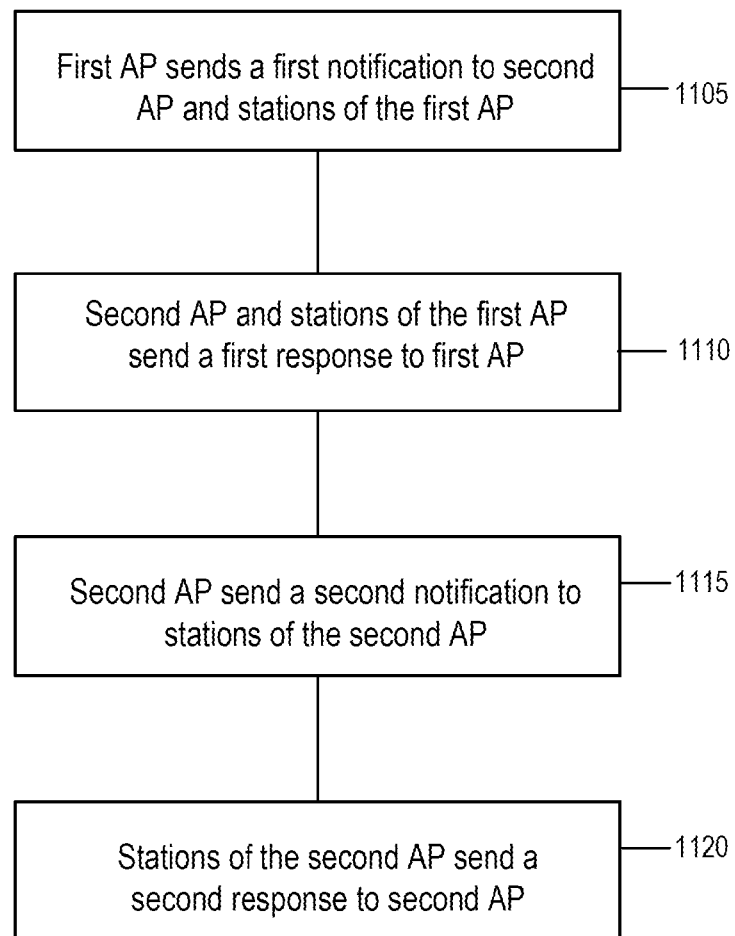 First AP sends a first notification to second
AP and stations of the first AP
1105
Second AP and stations of the first AP
send a first response to first AP
1110
Second AP send a second notification to
stations of the second AP
1115
Stations of the second AP send a
second response to second AP
1120